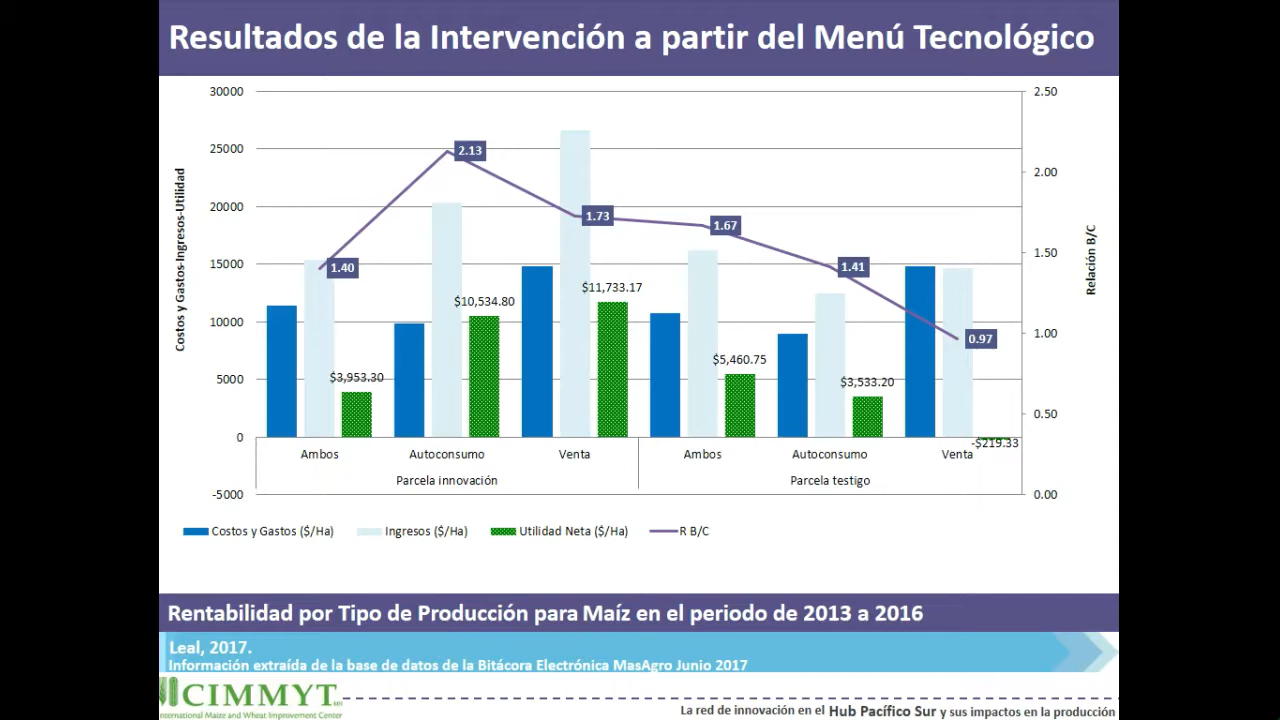 Resultados de la Intervención a partir del Menú Tecnológico
30000
25000
20000
15000
10000
5000
0
-5000
Costos y Gastos-Ingresos-Utilidad
2.50
2.00
1.50
1.00
0.50
0.00
Relación B/C
1.40
2.13
1.73
1.67
1.41
0.97
$3,953.30
$10,534.80
$11,733.17
$5,460.75
$3,533.20
-$219.33
Ambos Autoconsumo Venta Ambos Autoconsumo Venta
Parcela innovación Parcela testigo
Costos y Gastos ($/Ha) Ingresos ($/Ha) Utilidad Neta ($/Ha) R B/C
Rentabilidad por Tipo de Producción para Maíz en el periodo de 2013 a 2016
Leal, 2017.
Información extraída de la base de datos de la Bitácora Electrónica MasAgro Junio 2017
CIMMYT
International Maize and Wheat Improvement Center
La red de innovación en el Hub Pacífico Sur y sus impactos en la producción